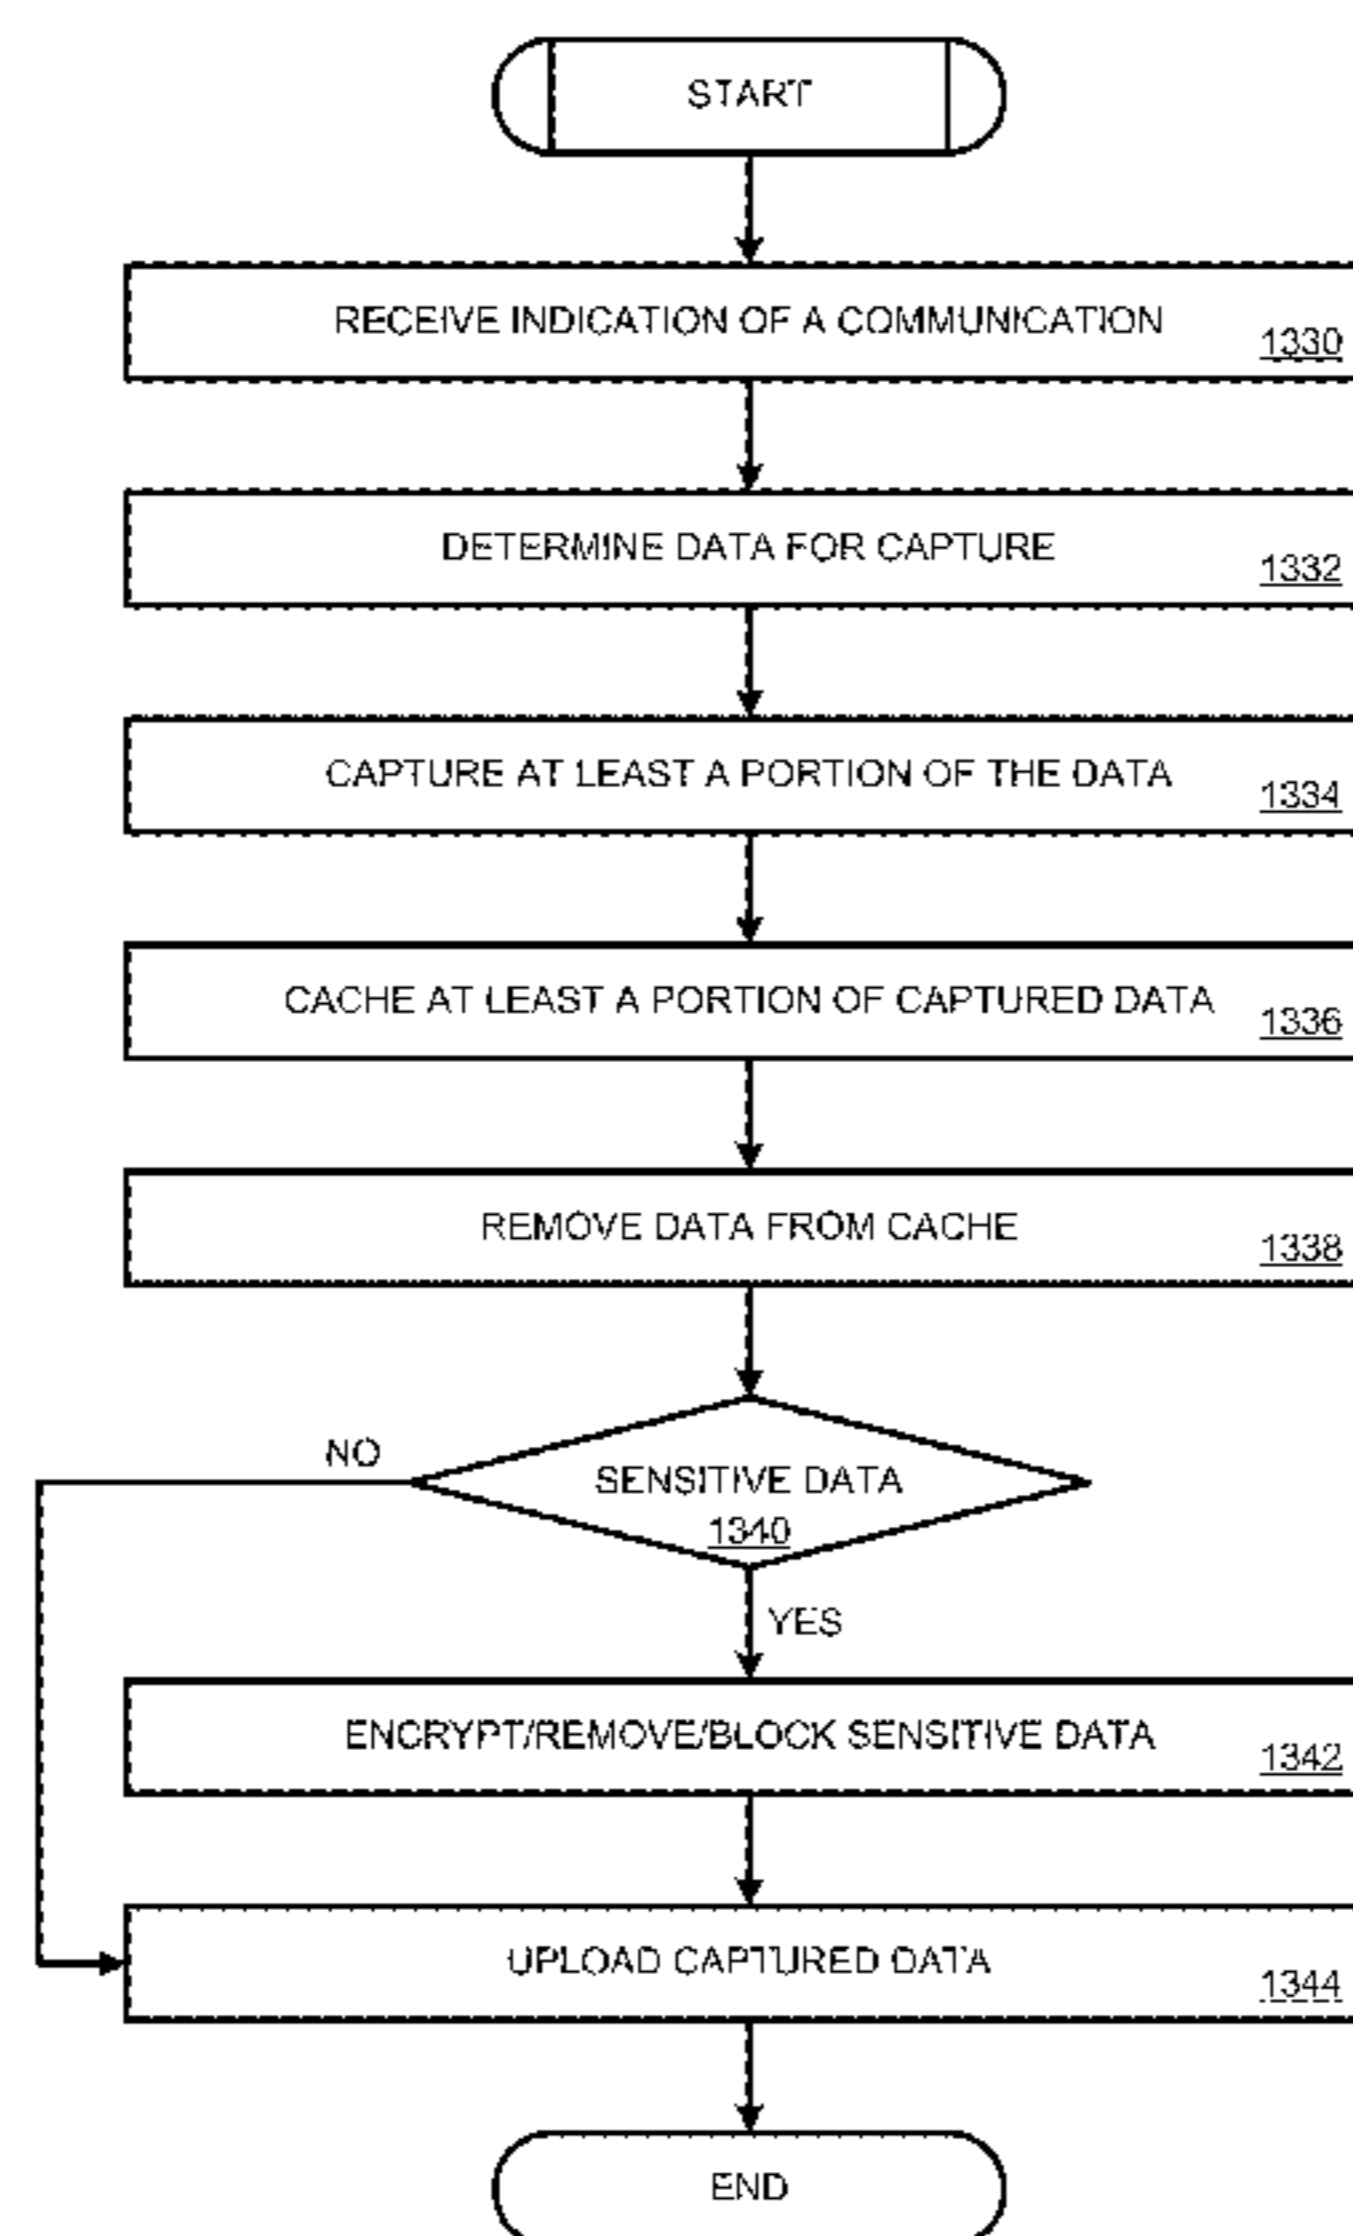 START
RECEIVE INDICATION OF A COMMUNICATION
1330
DETERMINE DATA FOR CAPTURE
1332
CAPTURE AT LEAST A PORTION OF THE DATA
1334
CACHE AT LEAST A PORTION OF CAPTURED DATA
1336
REMOVE DATA FROM CACHE
1338
NO
SENSITIVE DATA
1340
YES
ENCRYPT/REMOVE/BLOCK SENSITIVE DATA
1342
UPLOAD CAPTURED DATA
1344
END